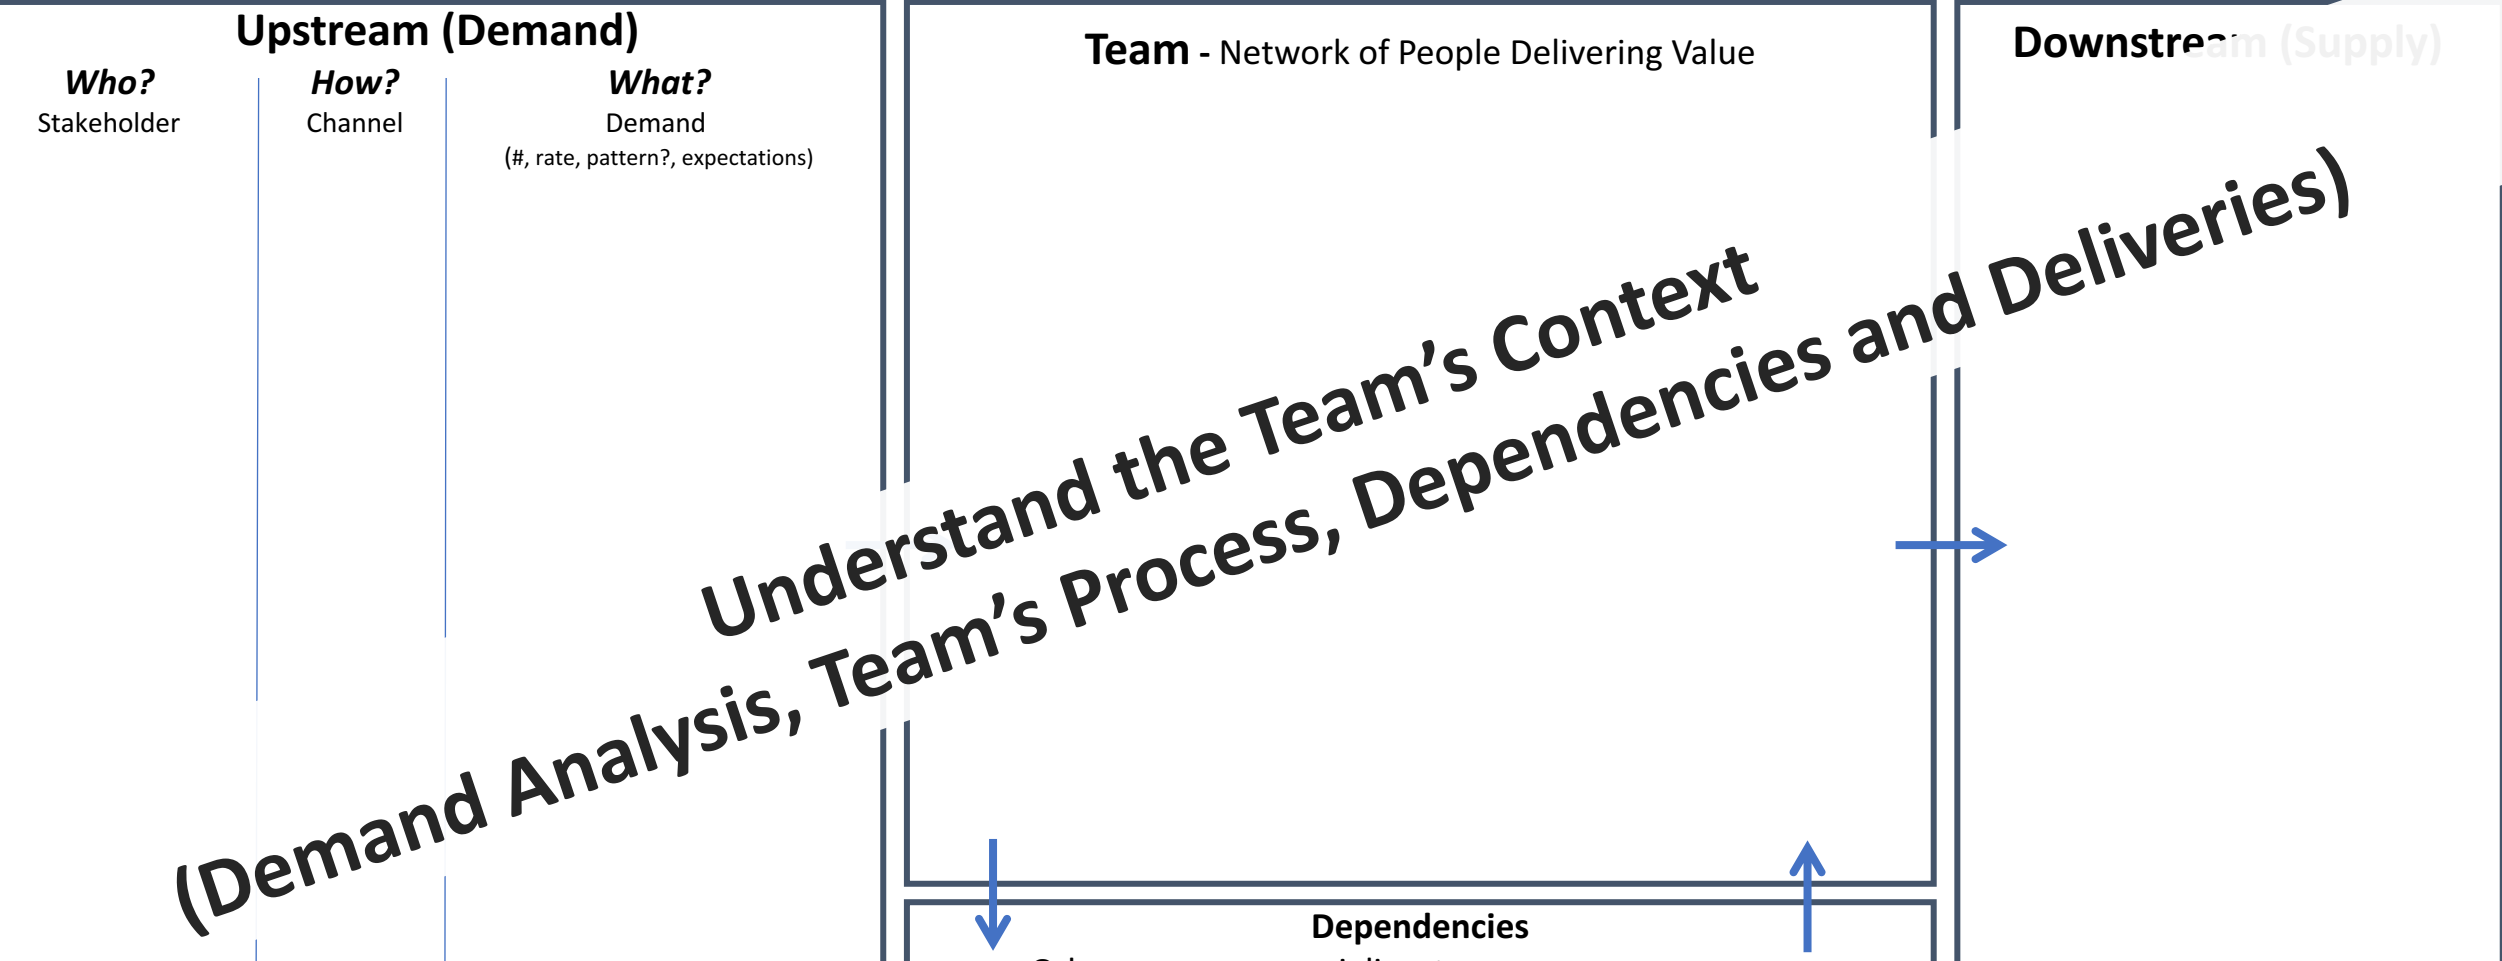 Upstream (Demand)
Who?
Stakeholder
How?
Channel
What?
Demand
(#, rate, pattern?, expectations)
Team - Network of People Delivering Value
Downstream (Supply)
Understand the Team’s Context
(Demand Analysis, Team’s Process, Dependencies and Deliveries)
Dependencies